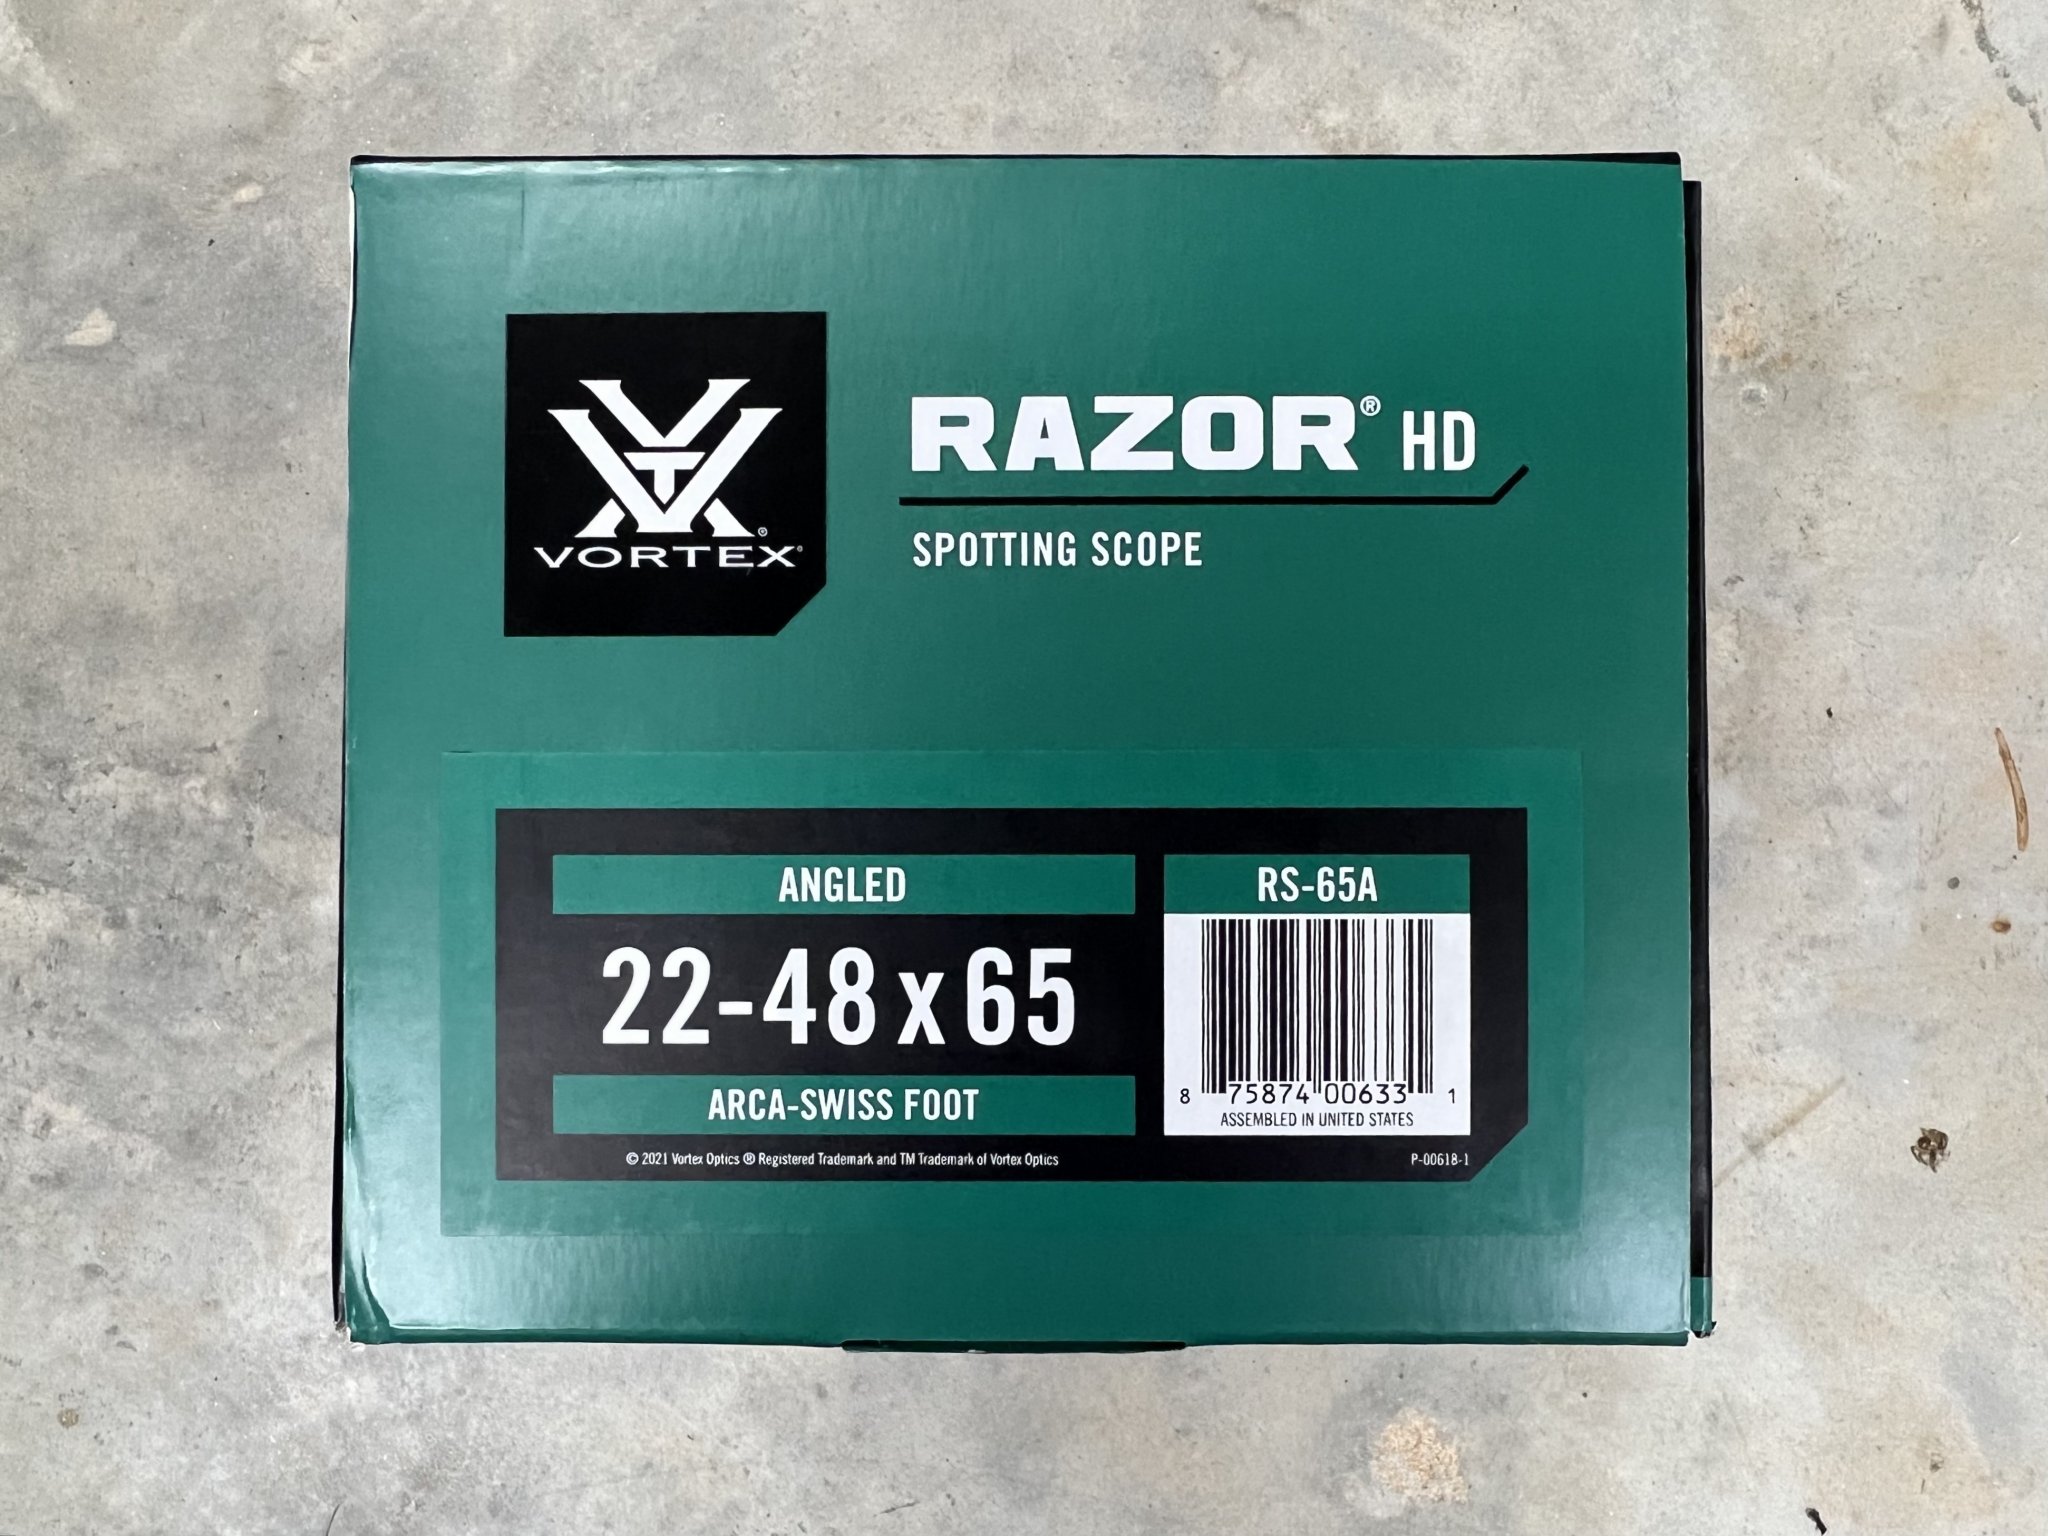 VORTEX®
RAZOR® HD
SPOTTING SCOPE
ANGLED
22-48 x 65
ARCA-SWISS FOOT
© 2021 Vortex Optics ® Registered Trademark and TM Trademark of Vortex Optics
RS-65A
8 75874 00633 1
ASSEMBLED IN UNITED STATES
P-00618-1